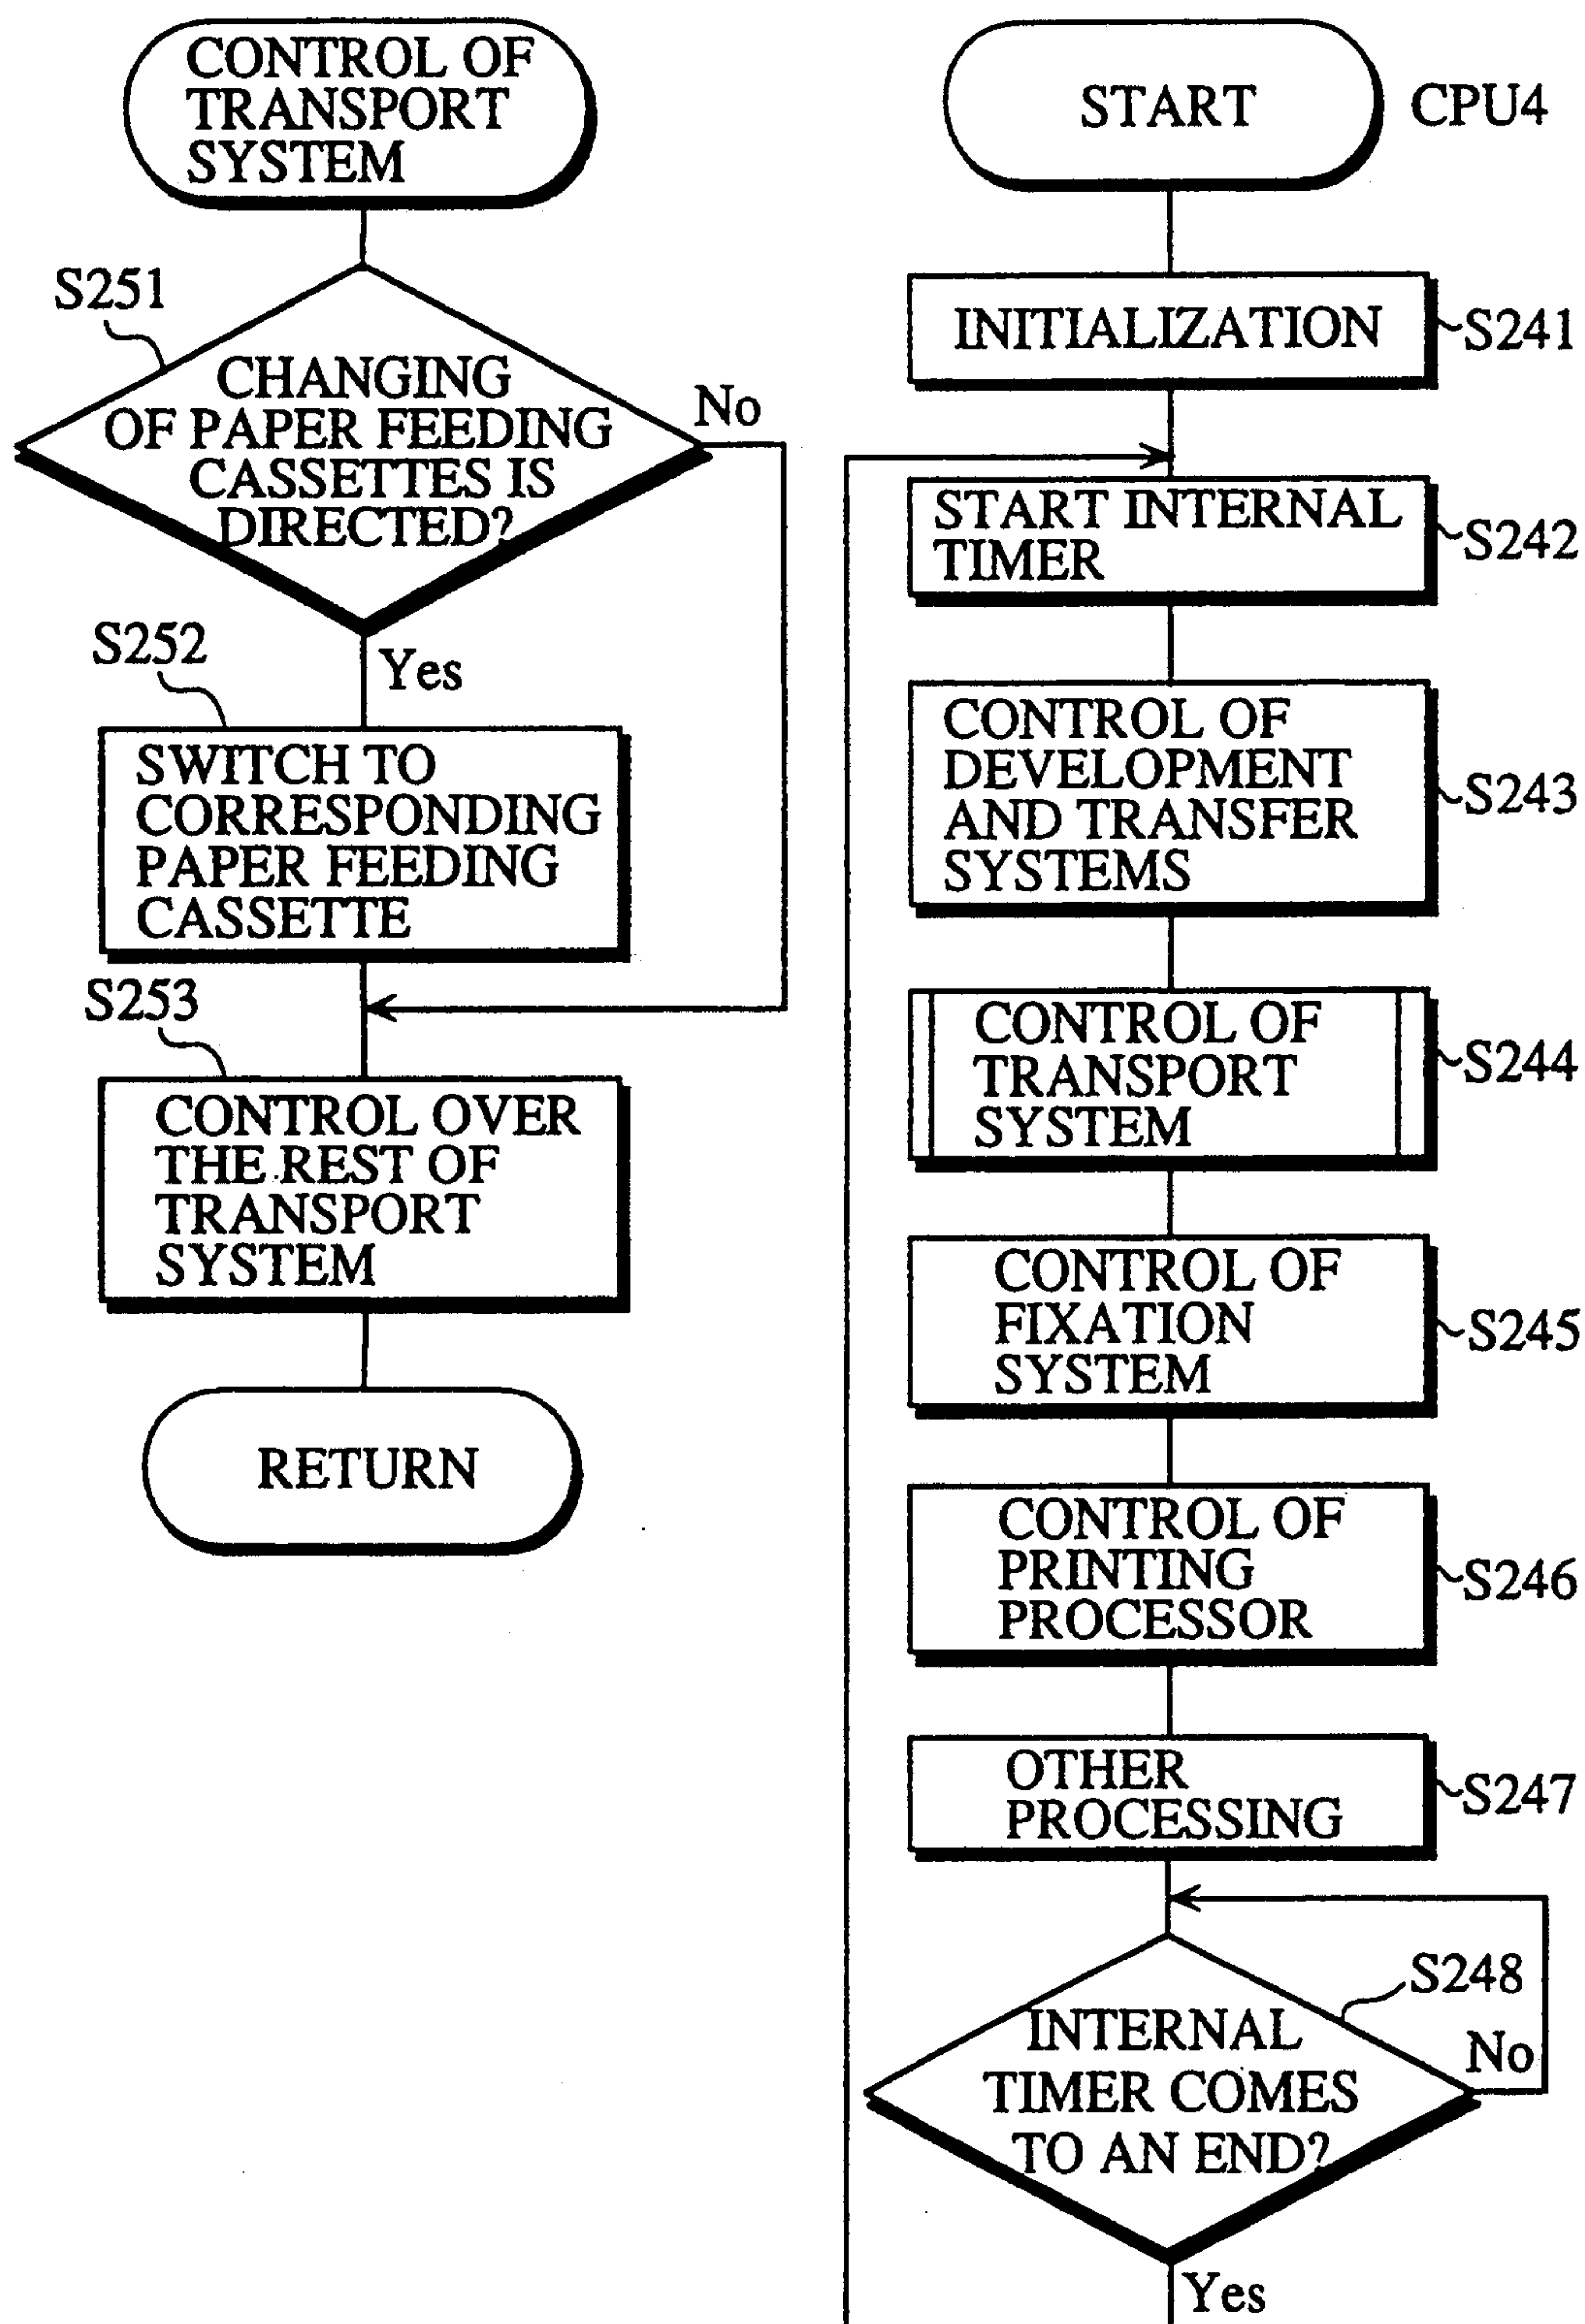 CONTROL OF
TRANSPORT
SYSTEM
S251
CHANGING
OF PAPER FEEDING
CASSETTES IS
DIRECTED?
No
Yes
S252
SWITCH TO
CORRESPONDING
PAPER FEEDING
CASSETTE
S253
CONTROL OVER
THE REST OF
TRANSPORT
SYSTEM
RETURN
START
CPU4
INITIALIZATION
S241
START INTERNAL
TIMER
S242
CONTROL OF
DEVELOPMENT
AND TRANSFER
SYSTEMS
S243
CONTROL OF
TRANSPORT
SYSTEM
S244
CONTROL OF
FIXATION
SYSTEM
S245
CONTROL OF
PRINTING
PROCESSOR
S246
OTHER
PROCESSING
S247
S248
INTERNAL
TIMER COMES
TO AN END?
No
Yes